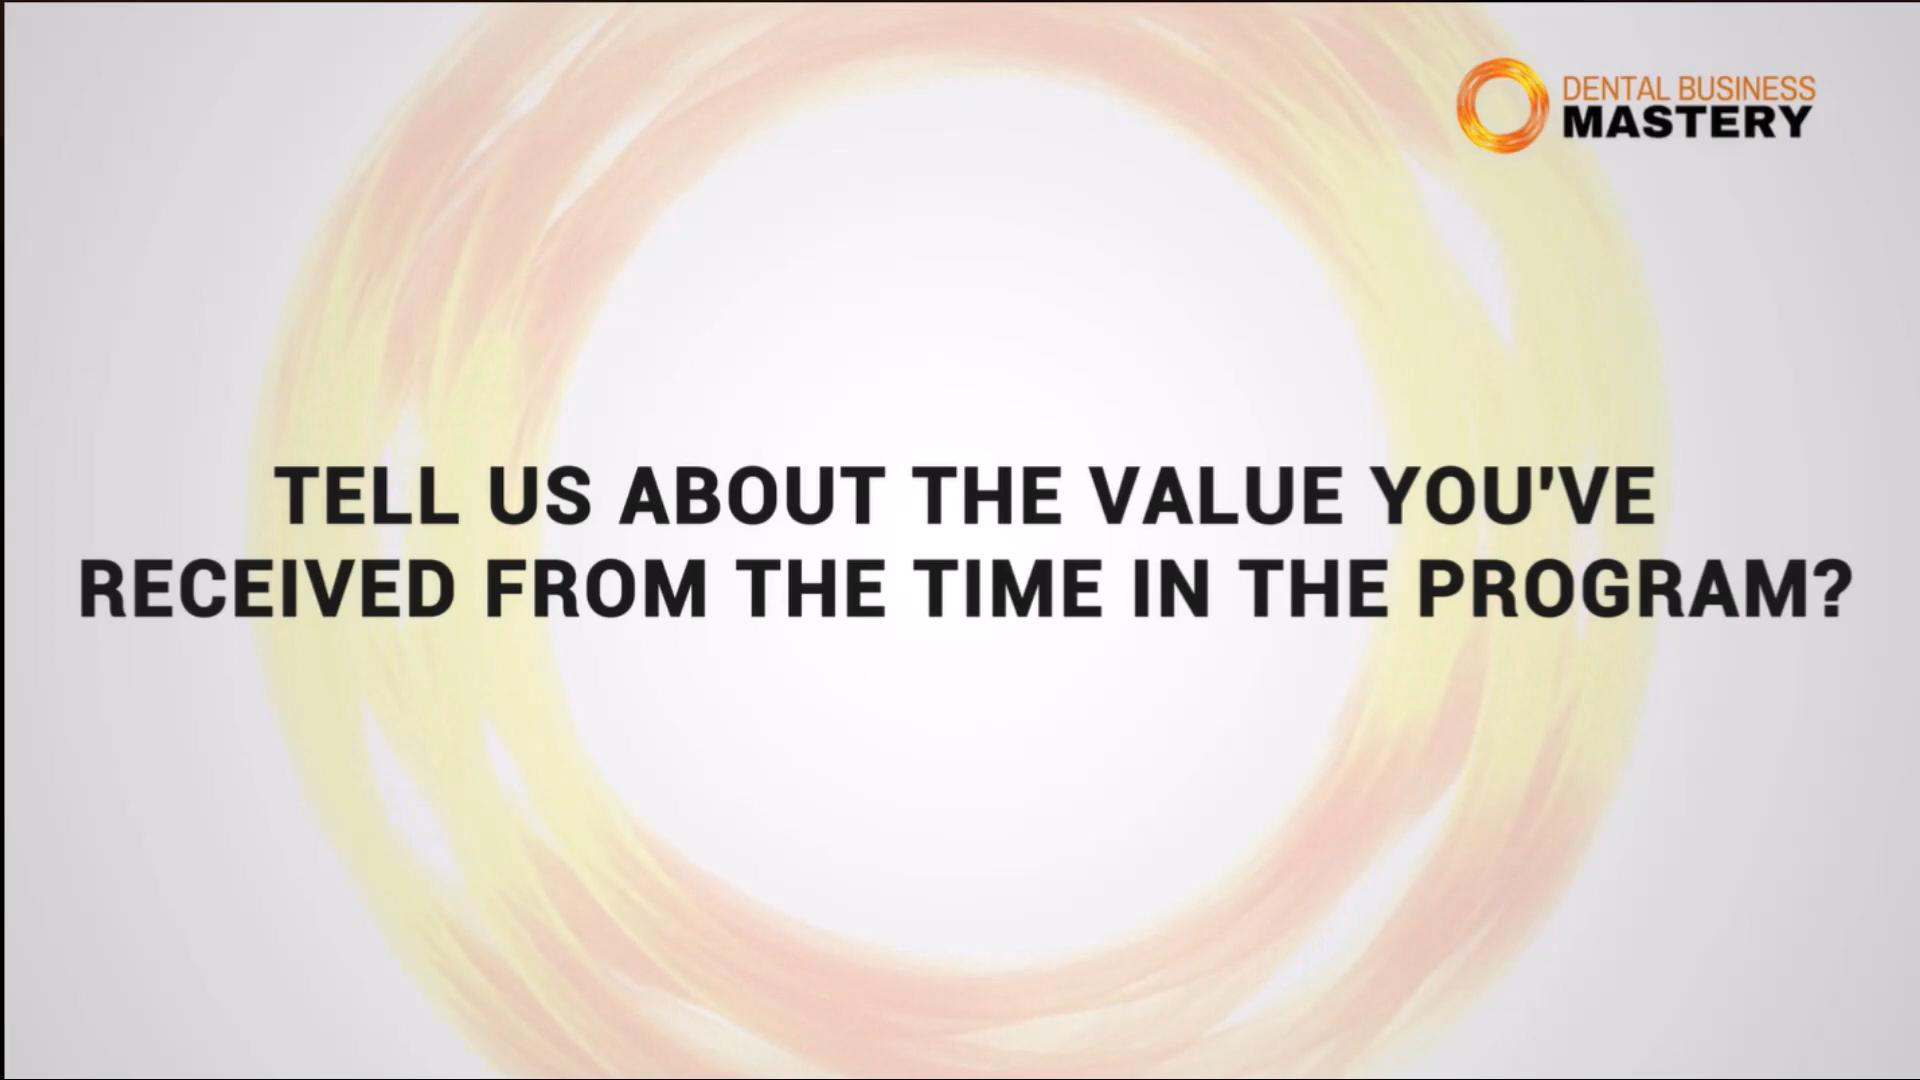 DENTAL BUSINESS
MASTERY
TELL US ABOUT THE VALUE YOU'VE
RECEIVED FROM THE TIME IN THE PROGRAM?